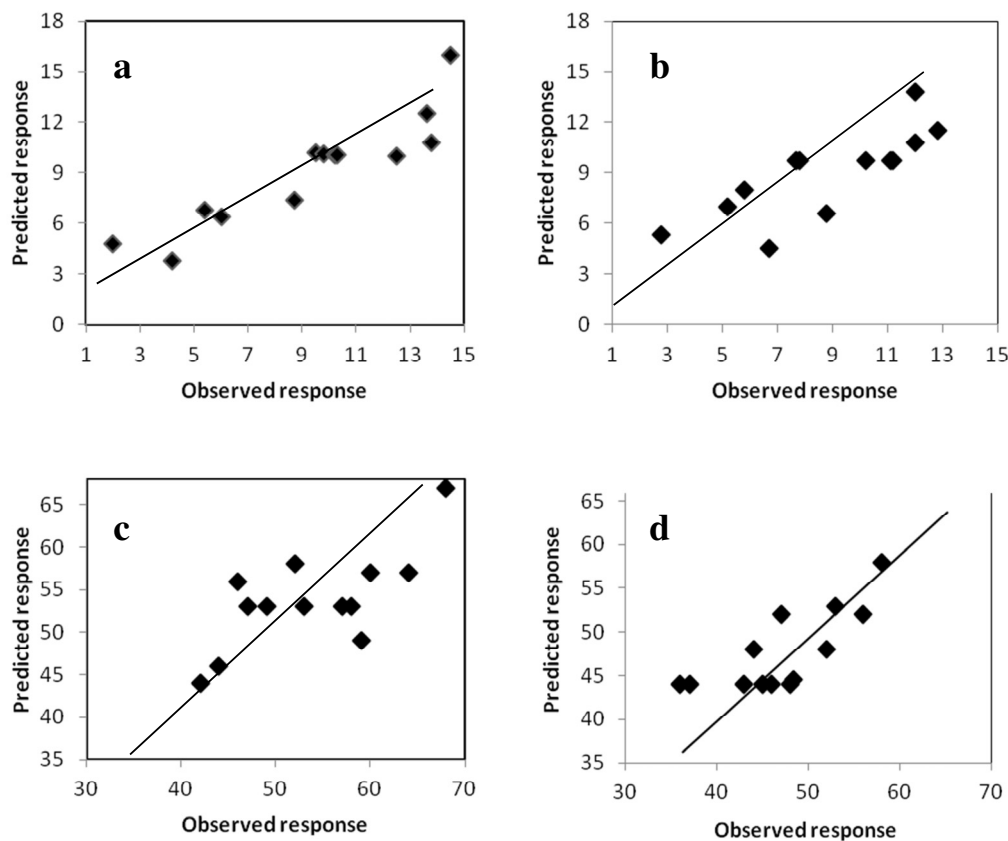 a
18
15
12
9
6
3
0
Predicted response
1 3 5 7 9 11 13 15
Observed response
b
18
15
12
9
6
3
0
Predicted response
1 3 5 7 9 11 13 15
Observed response
c
65
60
55
50
45
40
35
Predicted response
30 40 50 60 70
Observed response
d
65
60
55
50
45
40
35
Predicted response
30 40 50 60 70
Observed response